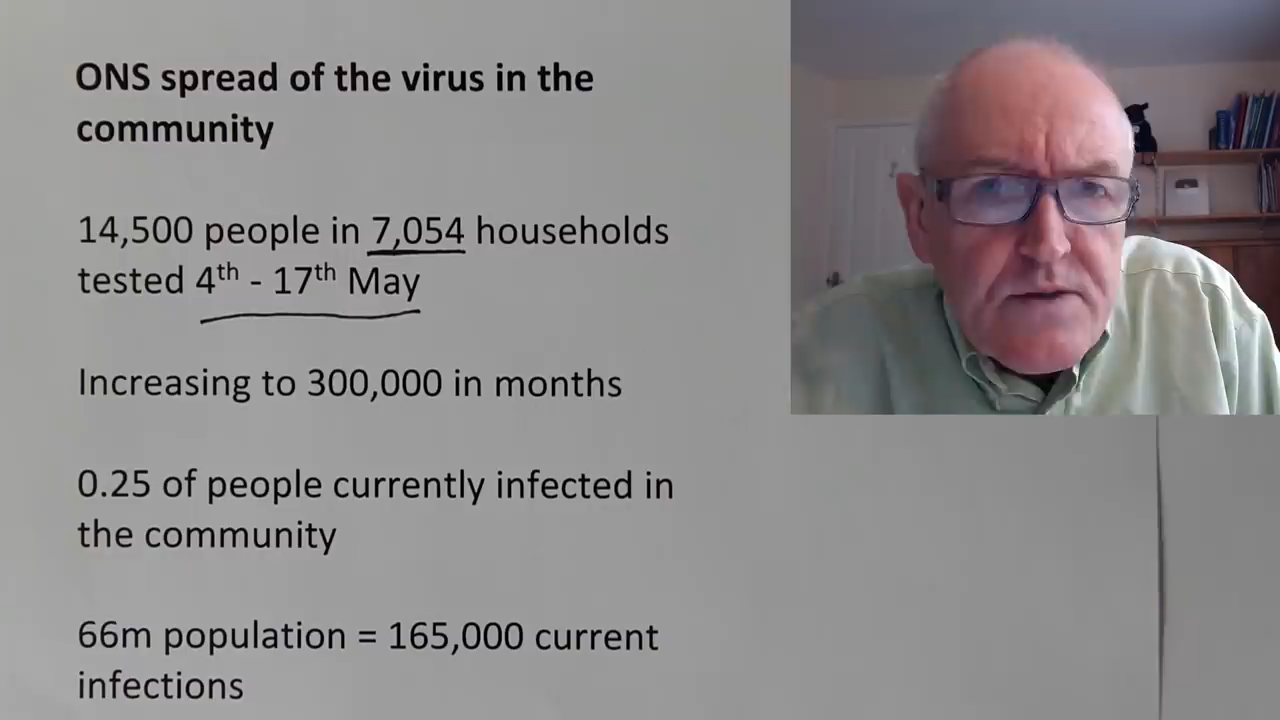 ONS spread of the virus in the
community
14,500 people in 7,054 households
tested 4th - 17th May
Increasing to 300,000 in months
0.25 of people currently infected in
the community
66m population = 165,000 current
infections